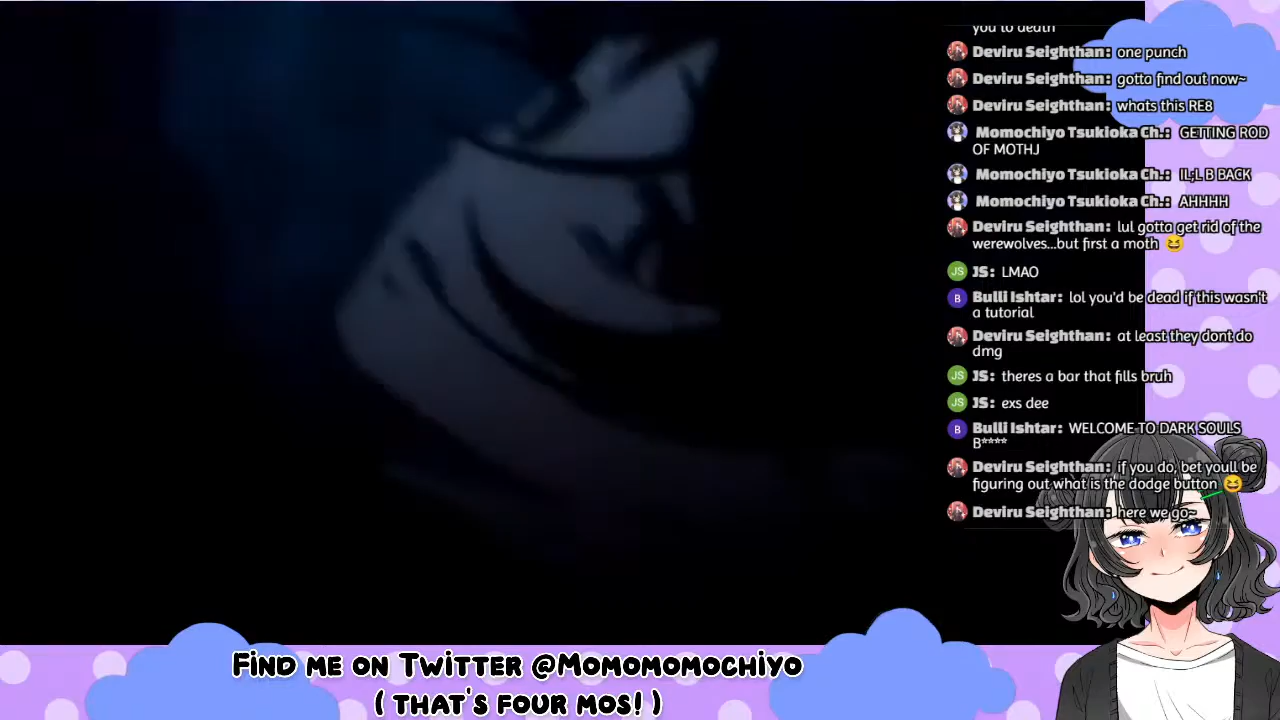 you to death
Deviru Seighthan: one punch
Deviru Seighthan: gotta find out now~
Deviru Seighthan: whats this RE8
Momochiyo Tsukioka Ch.: GETTING ROD
OF MOTHJ
Momochiyo Tsukioka Ch.: IL;L B BACK
Momochiyo Tsukioka Ch.: AHHHH
Deviru Seighthan: lul gotta get rid of the
werewolves...but first a moth 😆
JS JS: LMAO
B Bulli Ishtar: lol you'd be dead if this wasn't
a tutorial
Deviru Seighthan: at least they dont do
dmg
JS JS: theres a bar that fills bruh
JS JS: exs dee
B Bulli Ishtar: WELCOME TO DARK SOULS
B****
Deviru Seighthan: if you do, bet youll be
figuring out what is the dodge button 😆
Deviru Seighthan: here we go~
Find me on Twitter @Momomomochiyo
( that's four mos! )